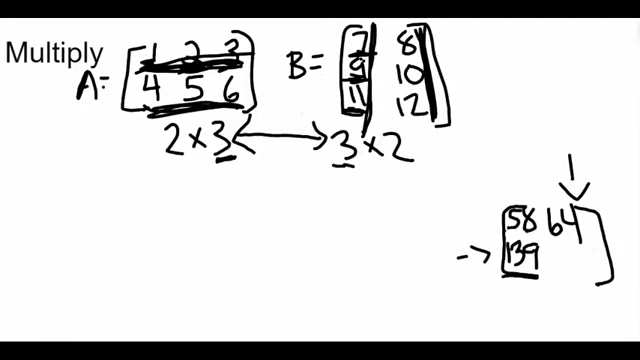 Multiply
A= [1 2 3
4 5 6]
B= [7 8
9 10
11 12]
2×3 ↔ 3×2
[58 64
139]